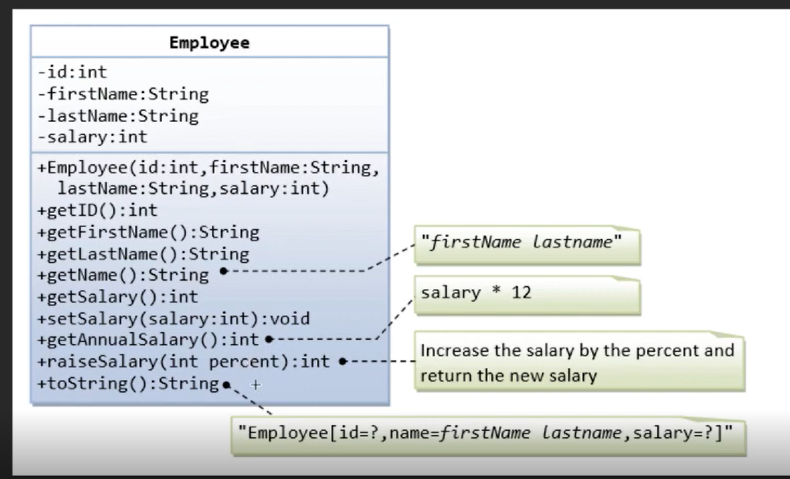 Employee
-id:int
-firstName:String
-lastName:String
-salary:int
+Employee(id:int,firstName:String,
lastName:String,salary:int)
+getID():int
+getFirstName():String
+getLastName():String
+getName():String
+getSalary():int
+setSalary(salary:int):void
+getAnnualSalary():int
+raiseSalary(int percent):int
+toString():String
"firstName lastname"
salary * 12
Increase the salary by the percent and
return the new salary
"Employee[id=?,name=firstName lastname,salary=?]"